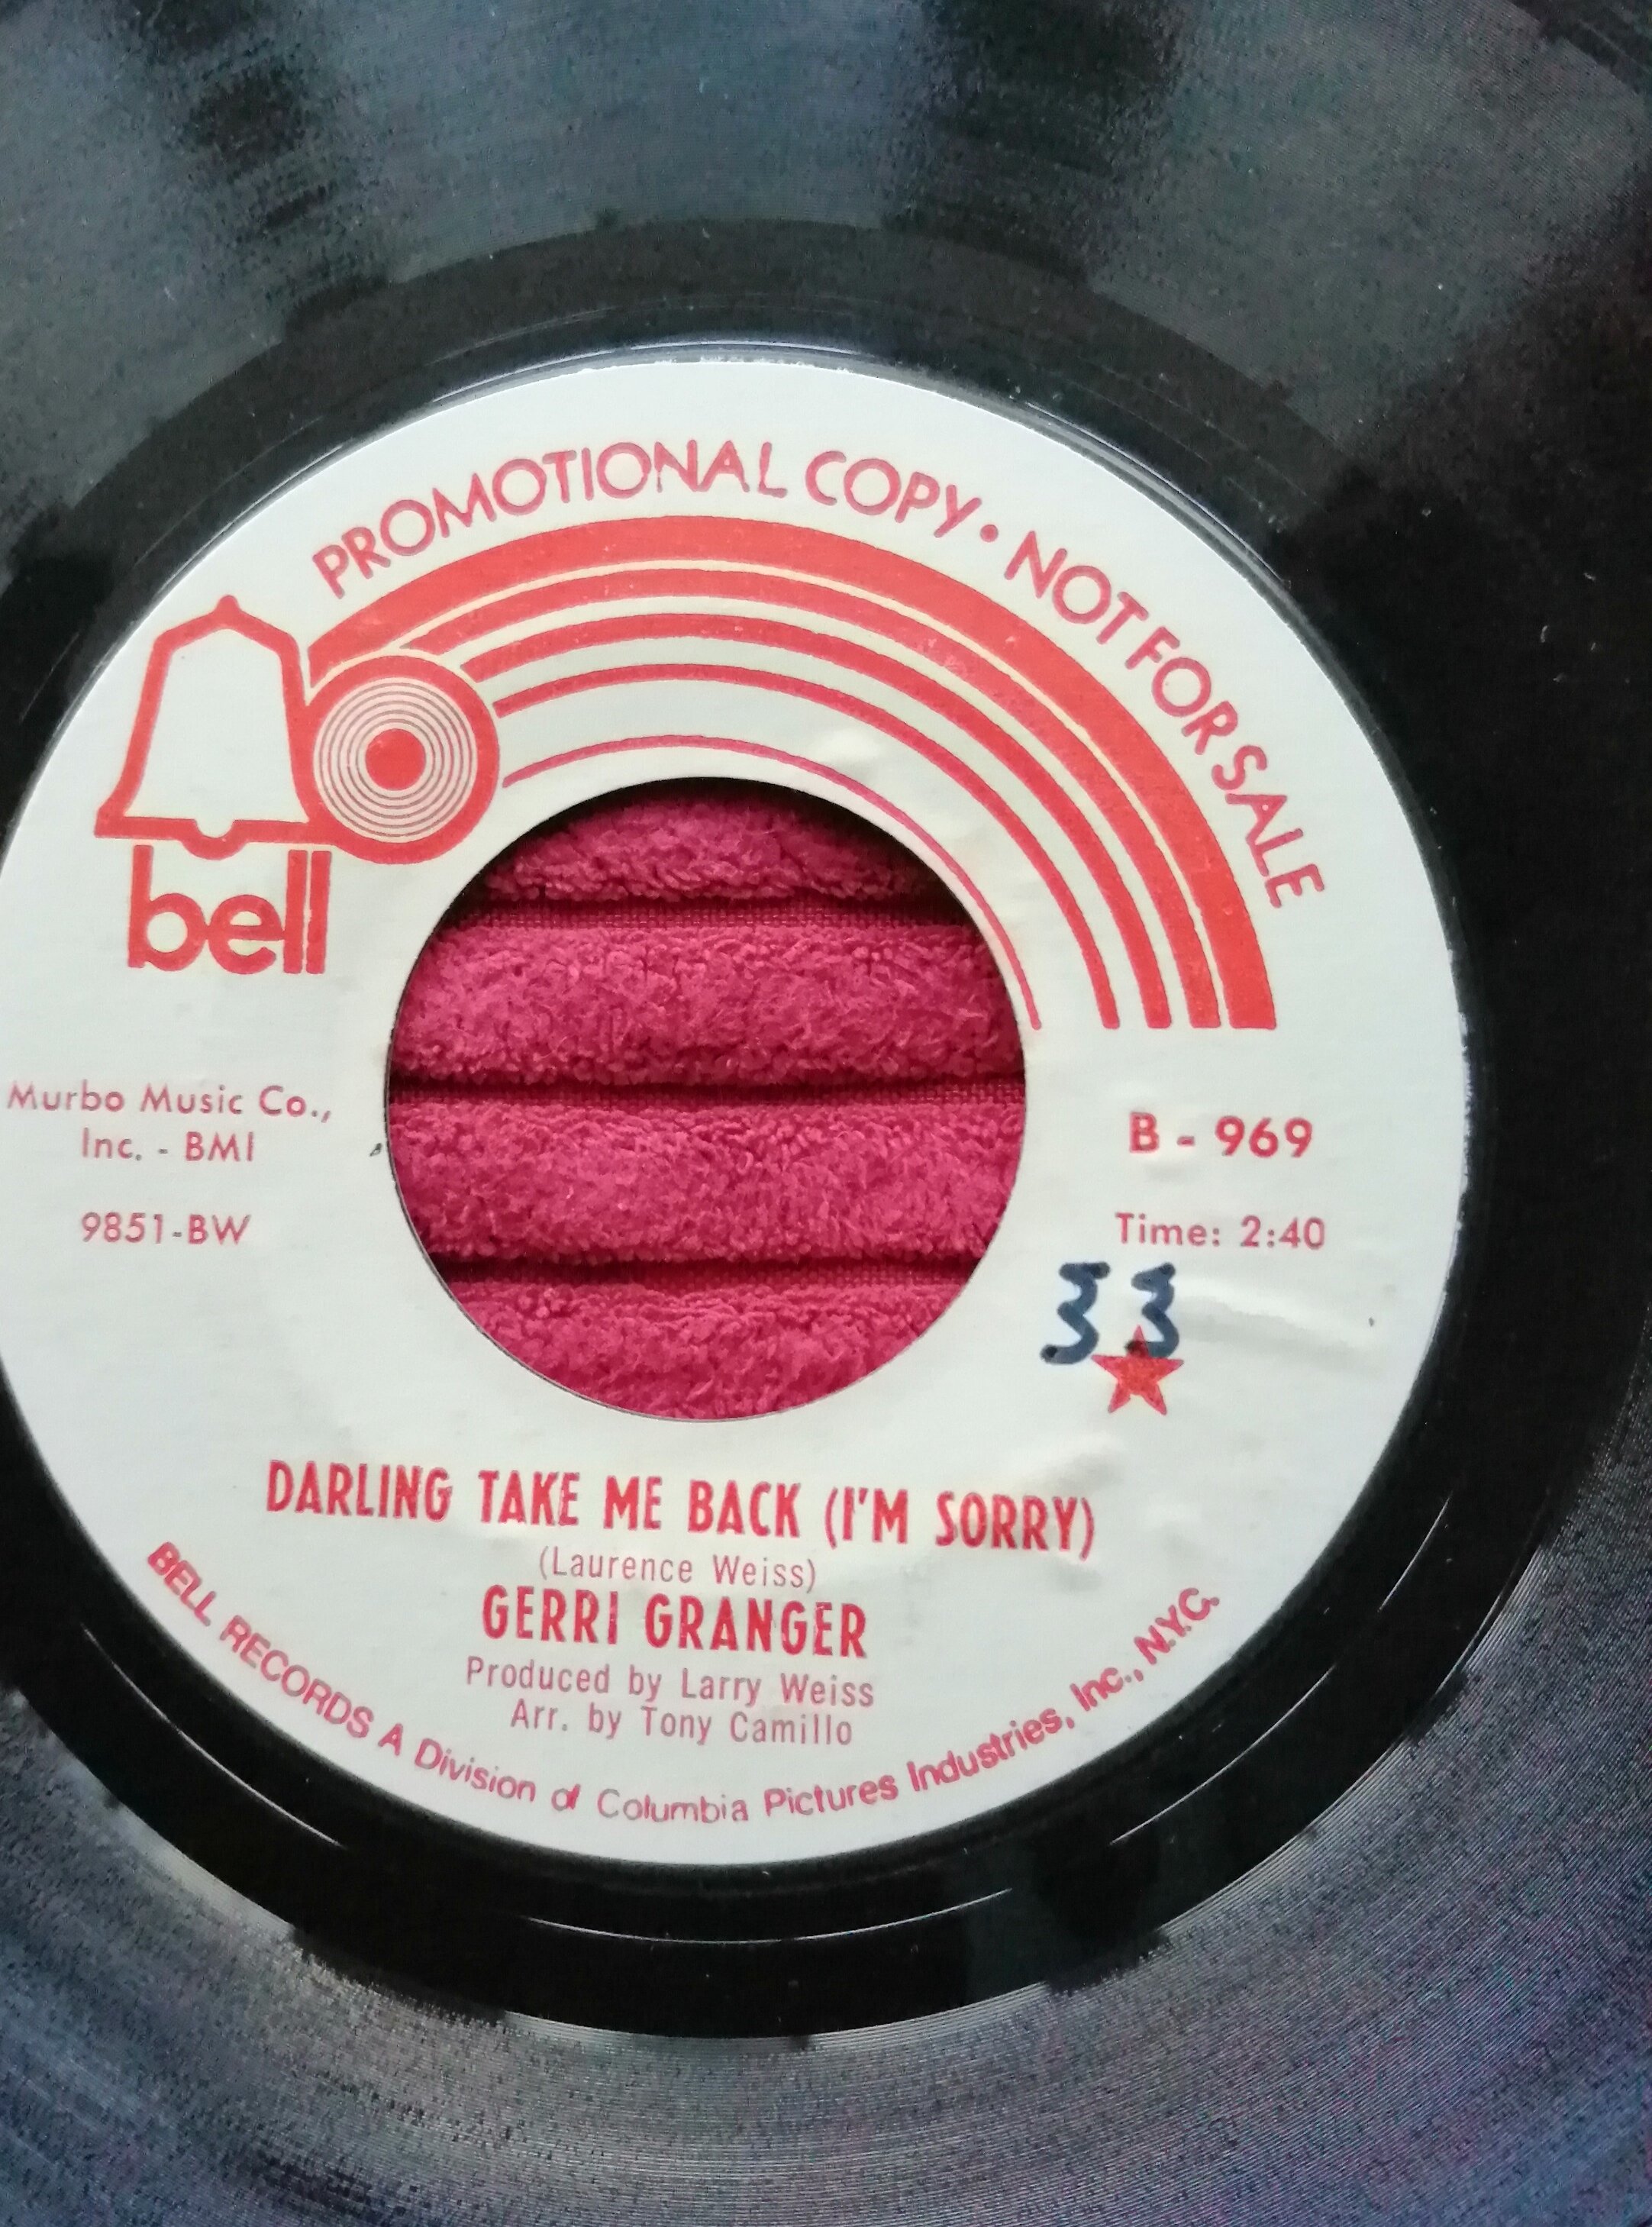 PROMOTIONAL COPY • NOT FOR SALE
bell
Murbo Music Co.,
Inc. - BMI
9851-BW
B - 969
Time: 2:40
33
DARLING TAKE ME BACK (I'M SORRY)
(Laurence Weiss)
GERRI GRANGER
Produced by Larry Weiss
Arr. by Tony Camillo
BELL RECORDS A Division of Columbia Pictures Industries, Inc., N.Y.C.